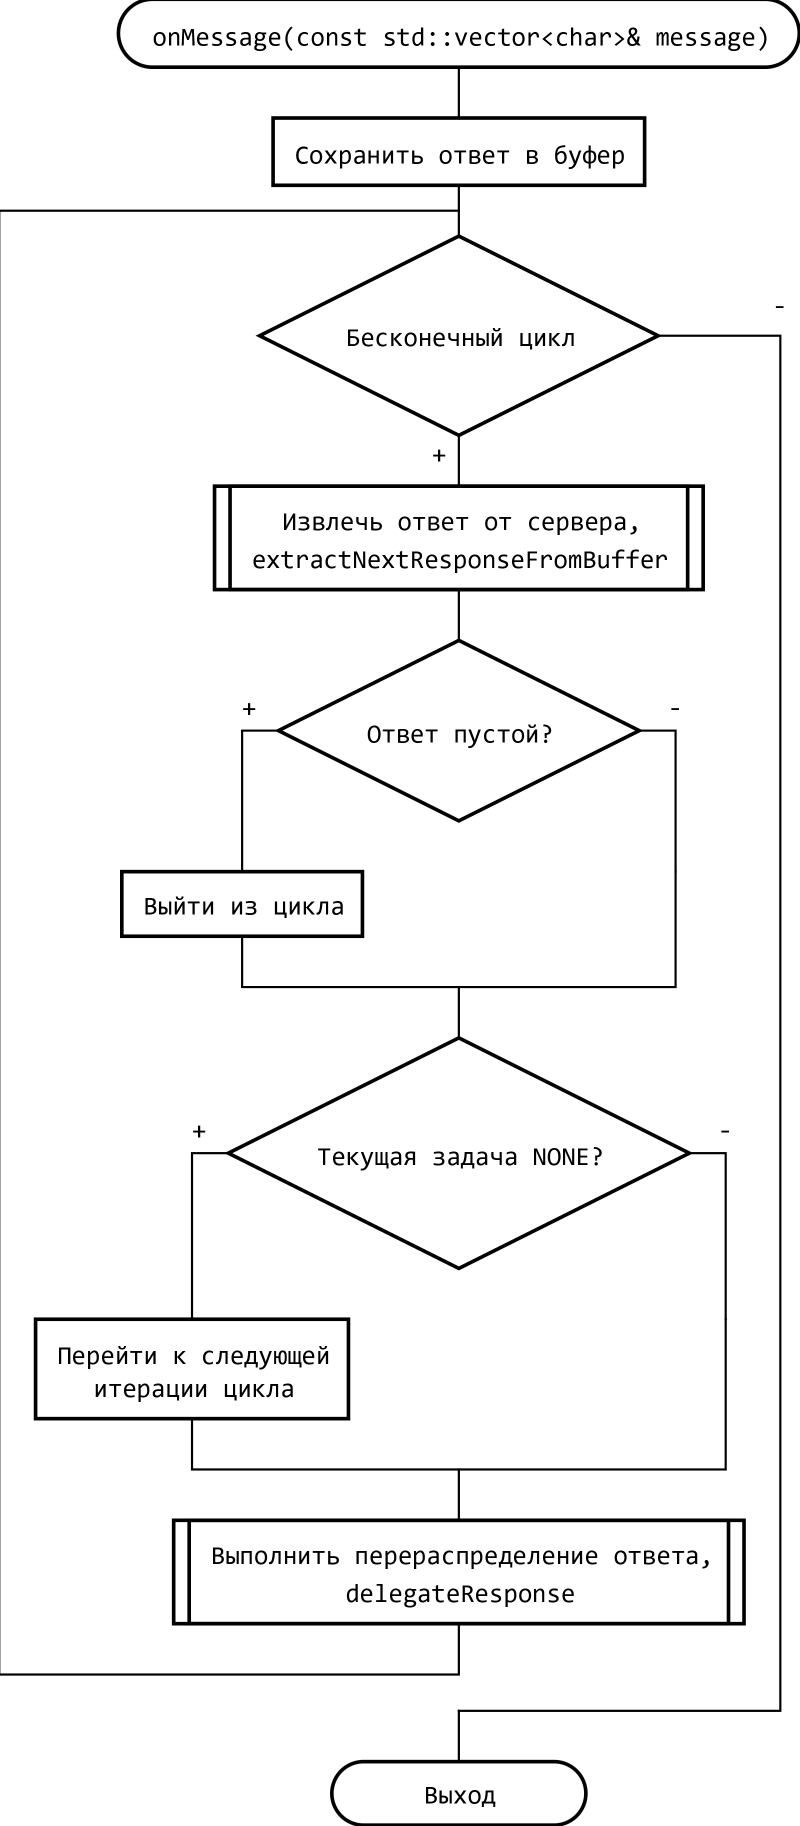 onMessage(const std::vector<char>& message)
Сохранить ответ в буфер
-
Бесконечный цикл
+
Извлечь ответ от сервера,
extractNextResponseFromBuffer
+
-
Ответ пустой?
Выйти из цикла
+
-
Текущая задача NONE?
Перейти к следующей
итерации цикла
Выполнить перераспределение ответа,
delegateResponse
Выход